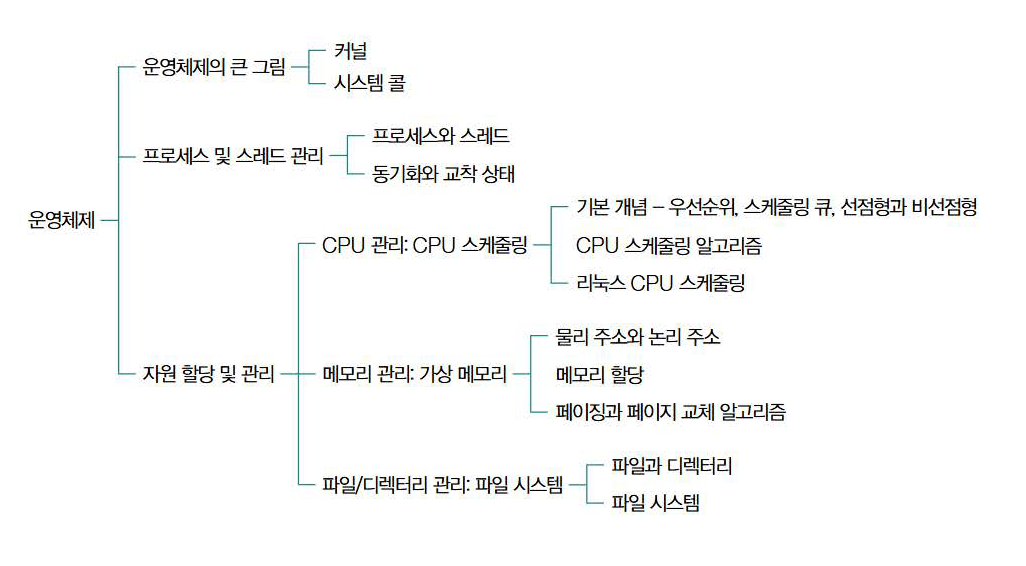 운영체제
운영체제의 큰 그림
커널
시스템 콜
프로세스 및 스레드 관리
프로세스와 스레드
동기화와 교착 상태
자원 할당 및 관리
CPU 관리: CPU 스케줄링
기본 개념 – 우선순위, 스케줄링 큐, 선점형과 비선점형
CPU 스케줄링 알고리즘
리눅스 CPU 스케줄링
메모리 관리: 가상 메모리
물리 주소와 논리 주소
메모리 할당
페이징과 페이지 교체 알고리즘
파일/디렉터리 관리: 파일 시스템
파일과 디렉터리
파일 시스템